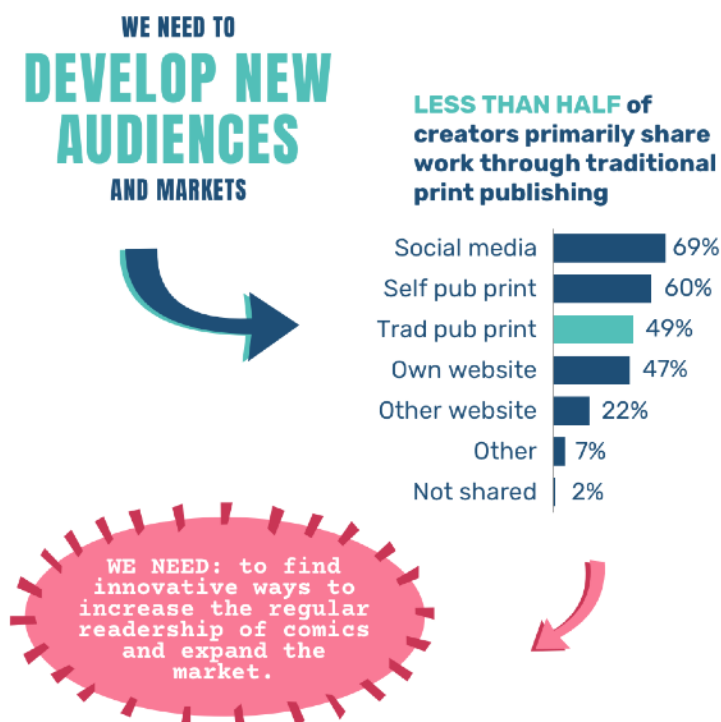 WE NEED TO
DEVELOP NEW
AUDIENCES
AND MARKETS
LESS THAN HALF of
creators primarily share
work through traditional
print publishing
Social media 69%
Self pub print 60%
Trad pub print 49%
Own website 47%
Other website 22%
Other 7%
Not shared 2%
WE NEED: to find
innovative ways to
increase the regular
readership of comics
and expand the
market.